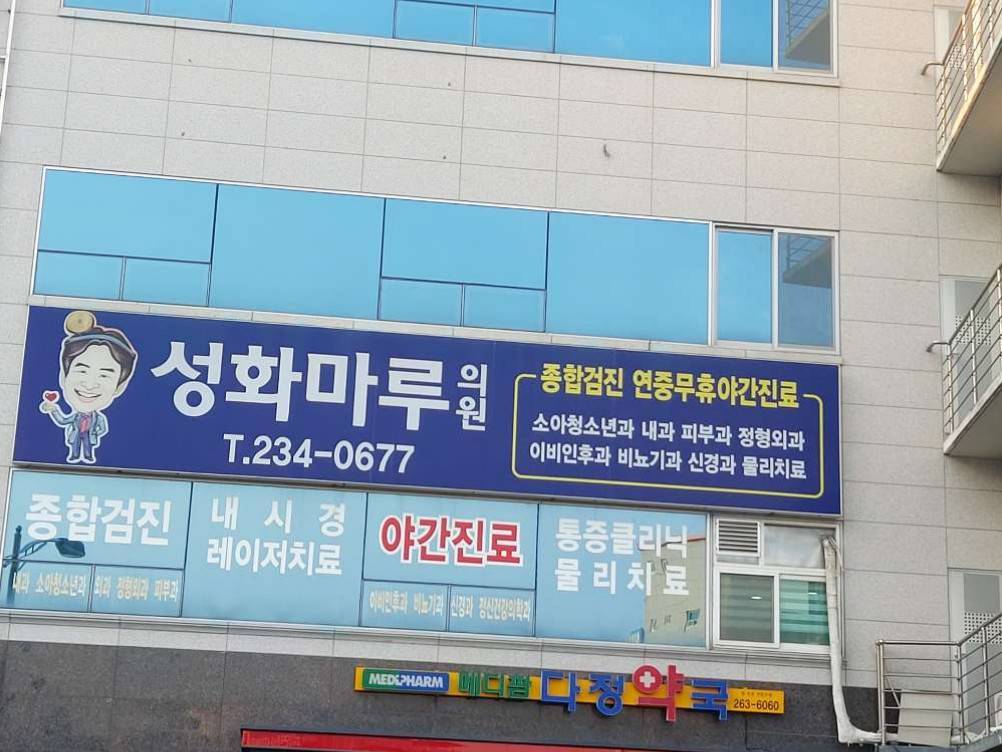 성화마루 의원
T.234-0677
종합검진 연중무휴야간진료
소아청소년과 내과 피부과 정형외과
이비인후과 비뇨기과 신경과 물리치료
종합검진
내과 소아청소년과 외과 정형외과 피부과
내시경
레이저치료
야간진료
이비인후과 비뇨기과 신경과 정신건강의학과
통증클리닉
물리치료
MEDIPHARM 메디팜 다정약국
263-6060